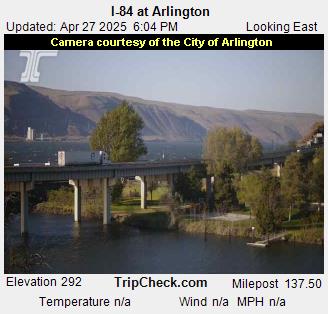 I-84 at Arlington
Updated: Apr 27 2025 6:04 PM Looking East
Camera courtesy of the City of Arlington
Elevation 292 TripCheck.com Milepost 137.50
Temperature n/a Wind n/a MPH n/a